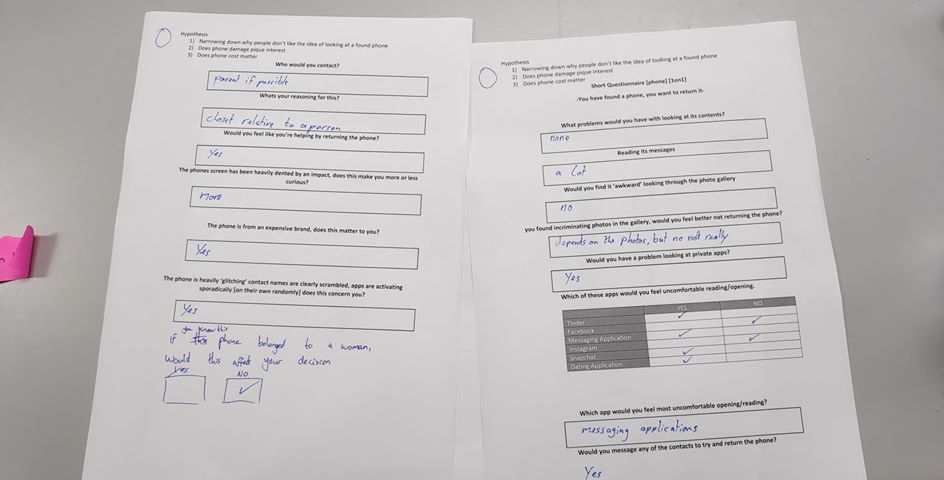 Hypothesis
1) Narrowing down why people don't like the idea of looking at a found phone
2) Does phone damage pique interest
3) Does phone cost matter
Who would you contact?
parent if possible
Whats your reasoning for this?
closet relative to a person
Would you feel like you're helping by returning the phone?
Yes
The phones screen has been heavily dented by an impact, does this make you more or less
curious?
more
The phone is from an expensive brand, does this matter to you?
Yes
The phone is heavily 'glitching' contact names are clearly scrambled, apps are activating
sporadically [on their own randomly] does this concern you?
Yes
you knew this
if phone belonged to a woman,
would this affect your decision
Yes
NO
Hypothesis
1) Narrowing down why people don't like the idea of looking at a found phone
2) Does phone damage pique interest
3) Does phone cost matter
Short Questionnaire [phone] [1on1]
-You have found a phone, you want to return it-
What problems would you have with looking at its contents?
none
Reading its messages
a lot
Would you find it 'awkward' looking through the photo gallery
no
you found incriminating photos in the gallery, would you feel better not returning the phone?
depends on the photos, but no not really
Would you have a problem looking at private apps?
Yes
Which of these apps would you feel uncomfortable reading/opening.
YES NO
Tinder
Facebook
Messaging Application
Instagram
Snapchat
Dating Application
Which app would you feel most uncomfortable opening/reading?
messaging applications
Would you message any of the contacts to try and return the phone?
Yes